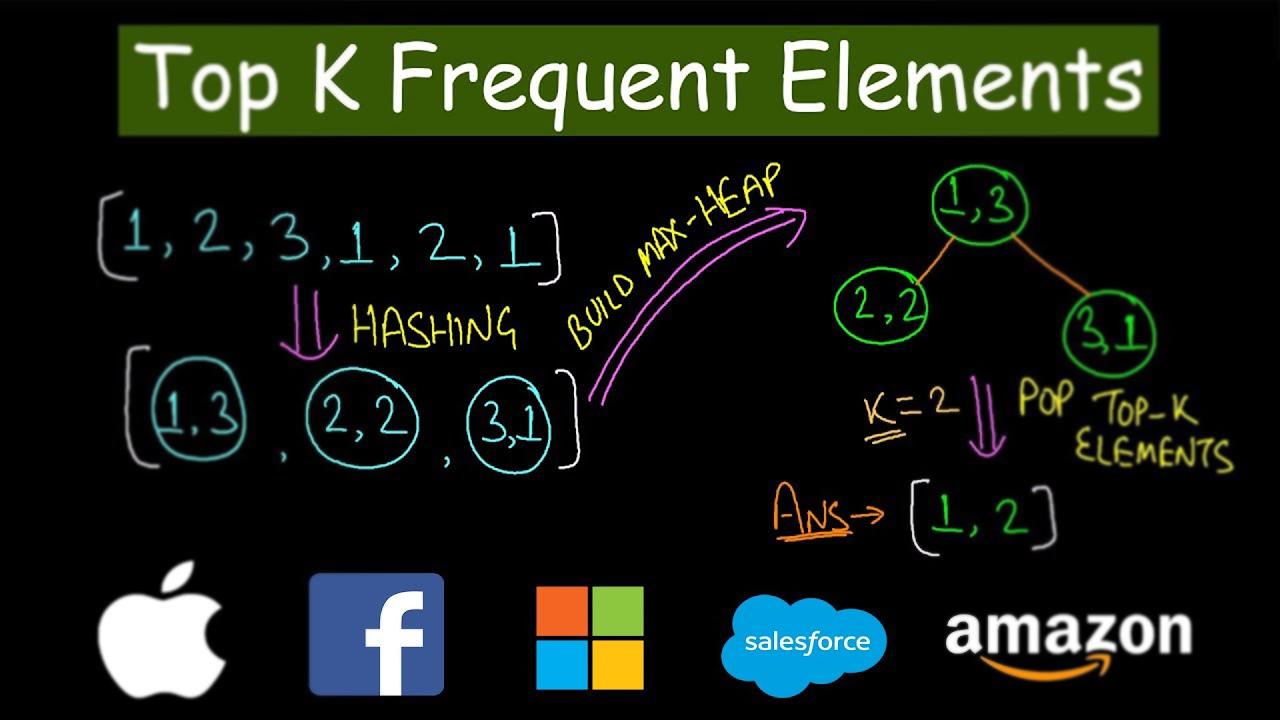 Top K Frequent Elements
[1, 2, 3, 1, 2, 1]
HASHING
[1,3 , 2,2 , 3,1]
BUILD MAX-HEAP
1,3
2,2
3,1
K=2
POP TOP-K
ELEMENTS
ANS→ [1, 2]
f
salesforce
amazon